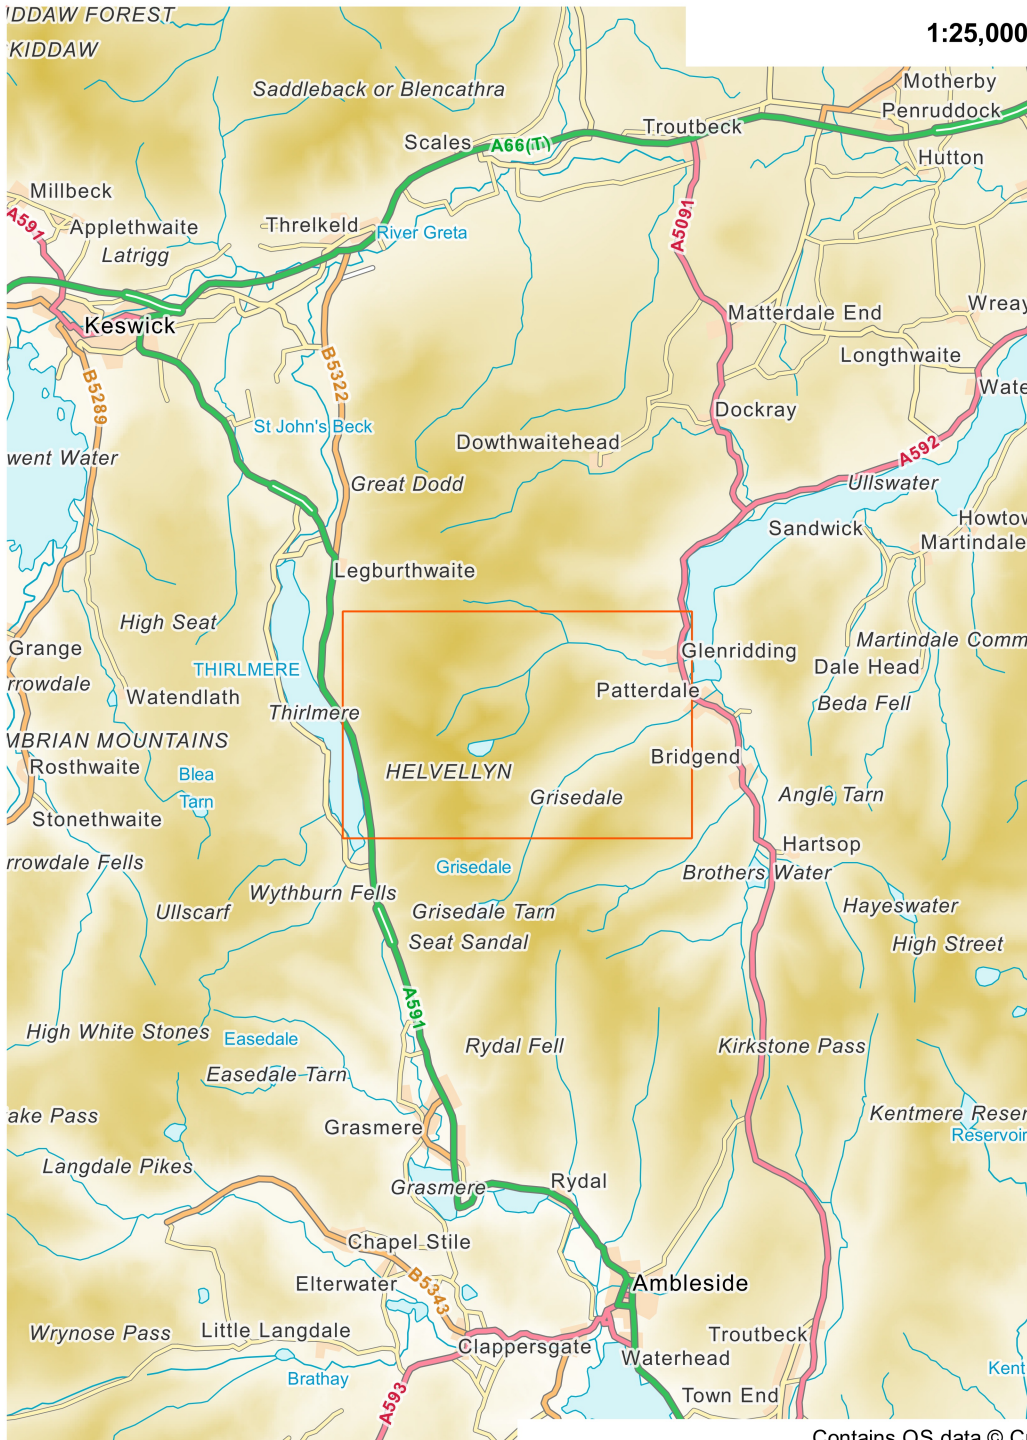 IDDAW FOREST
1:25,000
KIDDAW
Saddleback or Blencathra
Motherby
Penruddock
Troutbeck
Scales
A66(T)
Hutton
Millbeck
A591
Applethwaite
Threlkeld
River Greta
A5091
Latrigg
Matterdale End
Wreay
Keswick
B5322
Longthwaite
B5289
Wate
Dockray
St John's Beck
Dowthwaitehead
A592
went Water
Great Dodd
Ullswater
Howtow
Sandwick
Martindale
Legburthwaite
High Seat
Martindale Comm
Grange
Glenridding
THIRLMERE
Dale Head
rrowdale
Watendlath
Patterdale
Beda Fell
Thirlmere
MBRIAN MOUNTAINS
Bridgend
Rosthwaite
Blea
Tarn
HELVELLYN
Grisedale
Angle Tarn
Stonethwaite
Hartsop
rrowdale Fells
Grisedale
Brothers Water
Wythburn Fells
Ullscarf
Grisedale Tarn
Hayeswater
Seat Sandal
High Street
A591
High White Stones
Easedale
Rydal Fell
Kirkstone Pass
Easedale Tarn
ake Pass
Kentmere Reser
Grasmere
Reservoir
Langdale Pikes
Grasmere
Rydal
Chapel Stile
Elterwater
B5343
Ambleside
Wrynose Pass
Little Langdale
Troutbeck
Clappersgate
Waterhead
Brathay
Kent
A593
Town End
Contains OS data © C